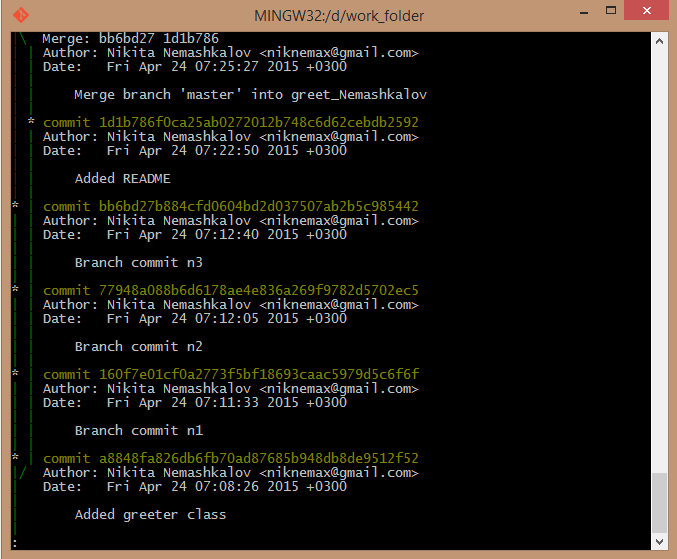 MINGW32:/d/work_folder
|\  Merge: bb6bd27 1d1b786
| | Author: Nikita Nemashkalov <niknemax@gmail.com>
| | Date:   Fri Apr 24 07:25:27 2015 +0300
| |
| |     Merge branch 'master' into greet_Nemashkalov
| |
| * commit 1d1b786f0ca25ab0272012b748c6d62cebdb2592
| | Author: Nikita Nemashkalov <niknemax@gmail.com>
| | Date:   Fri Apr 24 07:22:50 2015 +0300
| |
| |     Added README
| |
* | commit bb6bd27b884cfd0604bd2d037507ab2b5c985442
| | Author: Nikita Nemashkalov <niknemax@gmail.com>
| | Date:   Fri Apr 24 07:12:40 2015 +0300
| |
| |     Branch commit n3
| |
* | commit 77948a088b6d6178ae4e836a269f9782d5702ec5
| | Author: Nikita Nemashkalov <niknemax@gmail.com>
| | Date:   Fri Apr 24 07:12:05 2015 +0300
| |
| |     Branch commit n2
| |
* | commit 160f7e01cf0a2773f5bf18693caac5979d5c6f6f
| | Author: Nikita Nemashkalov <niknemax@gmail.com>
| | Date:   Fri Apr 24 07:11:33 2015 +0300
| |
| |     Branch commit n1
| |
* | commit a8848fa826db6fb70ad87685b948db8de9512f52
|/  Author: Nikita Nemashkalov <niknemax@gmail.com>
|   Date:   Fri Apr 24 07:08:26 2015 +0300
|
|       Added greeter class
|
: